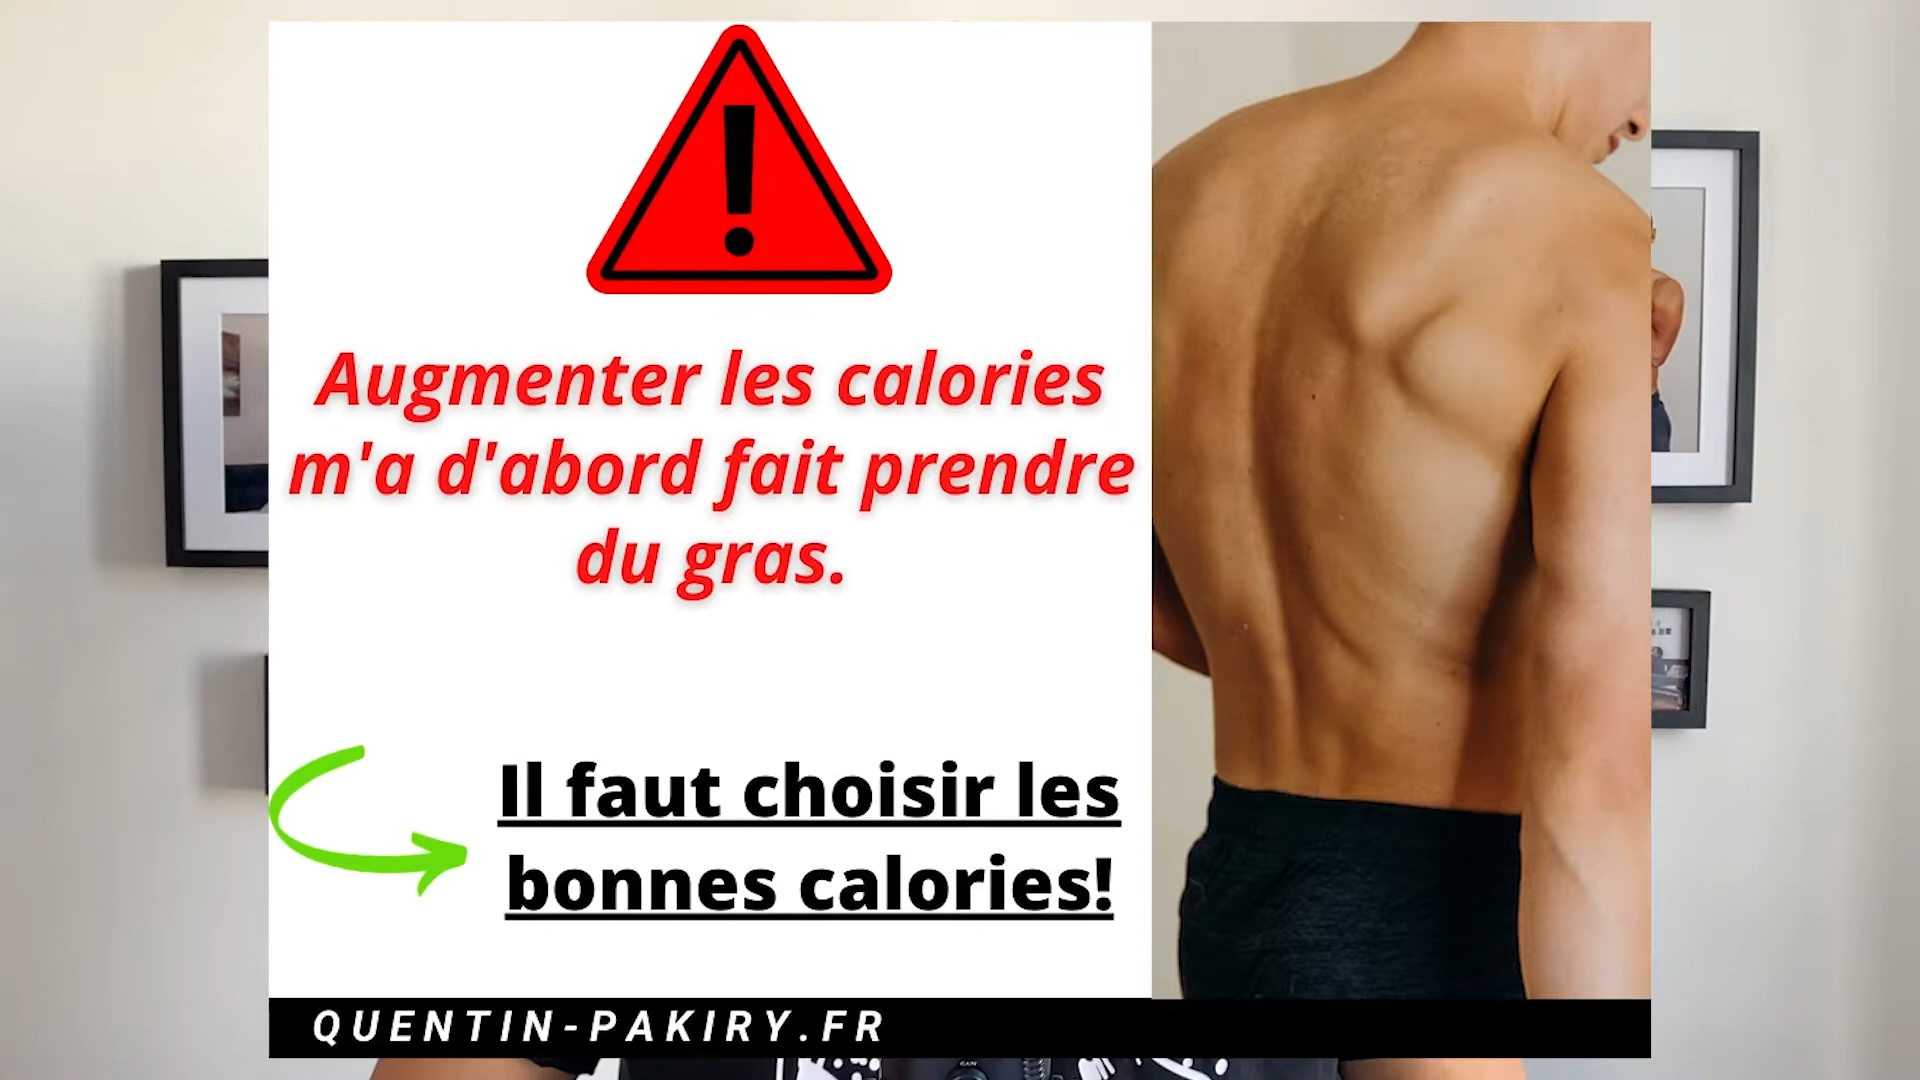 Augmenter les calories
m'a d'abord fait prendre
du gras.
Il faut choisir les
bonnes calories!
QUENTIN-PAKIRY.FR